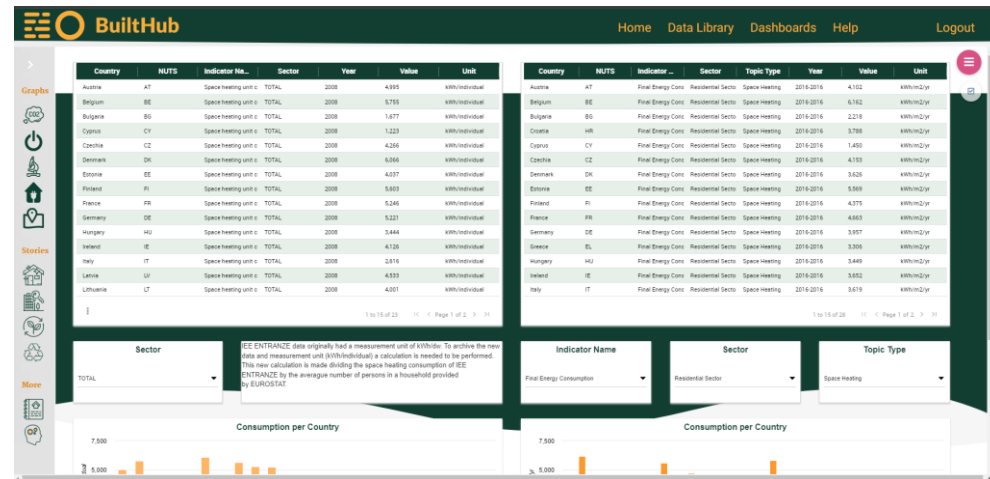 BuiltHub
Home Data Library Dashboards Help Logout
Graphs
CO2
Stories
More
Country NUTS Indicator Na... Sector Year Value Unit
Austria AT Space heating unit c TOTAL 2008 4,995 kWh/individual
Belgium BE Space heating unit c TOTAL 2008 5,755 kWh/individual
Bulgaria BG Space heating unit c TOTAL 2008 1,677 kWh/individual
Cyprus CY Space heating unit c TOTAL 2008 1,223 kWh/individual
Czechia CZ Space heating unit c TOTAL 2008 4,266 kWh/individual
Denmark DK Space heating unit c TOTAL 2008 6,066 kWh/individual
Estonia EE Space heating unit c TOTAL 2008 4,037 kWh/individual
Finland FI Space heating unit c TOTAL 2008 5,603 kWh/individual
France FR Space heating unit c TOTAL 2008 5,246 kWh/individual
Germany DE Space heating unit c TOTAL 2008 5,221 kWh/individual
Hungary HU Space heating unit c TOTAL 2008 3,444 kWh/individual
Ireland IE Space heating unit c TOTAL 2008 4,126 kWh/individual
Italy IT Space heating unit c TOTAL 2008 2,616 kWh/individual
Latvia LV Space heating unit c TOTAL 2008 4,533 kWh/individual
Lithuania LT Space heating unit c TOTAL 2008 4,001 kWh/individual
1 to 15 of 23 Page 1 of 2
Country NUTS Indicator ... Sector Topic Type Year Value Unit
Austria AT Final Energy Cons Residential Secto Space Heating 2016-2016 4,102 kWh/m2/yr
Belgium BE Final Energy Cons Residential Secto Space Heating 2016-2016 6,162 kWh/m2/yr
Bulgaria BG Final Energy Cons Residential Secto Space Heating 2016-2016 2,218 kWh/m2/yr
Croatia HR Final Energy Cons Residential Secto Space Heating 2016-2016 3,788 kWh/m2/yr
Cyprus CY Final Energy Cons Residential Secto Space Heating 2016-2016 1,450 kWh/m2/yr
Czechia CZ Final Energy Cons Residential Secto Space Heating 2016-2016 4,153 kWh/m2/yr
Denmark DK Final Energy Cons Residential Secto Space Heating 2016-2016 3,626 kWh/m2/yr
Estonia EE Final Energy Cons Residential Secto Space Heating 2016-2016 5,569 kWh/m2/yr
Finland FI Final Energy Cons Residential Secto Space Heating 2016-2016 4,375 kWh/m2/yr
France FR Final Energy Cons Residential Secto Space Heating 2016-2016 4,663 kWh/m2/yr
Germany DE Final Energy Cons Residential Secto Space Heating 2016-2016 3,957 kWh/m2/yr
Greece EL Final Energy Cons Residential Secto Space Heating 2016-2016 3,306 kWh/m2/yr
Hungary HU Final Energy Cons Residential Secto Space Heating 2016-2016 3,449 kWh/m2/yr
Ireland IE Final Energy Cons Residential Secto Space Heating 2016-2016 3,852 kWh/m2/yr
Italy IT Final Energy Cons Residential Secto Space Heating 2016-2016 3,619 kWh/m2/yr
1 to 15 of 28 Page 1 of 2
Sector
TOTAL
IEE ENTRANZE data originally had a measurement unit of kWh/dw. To archive the new
data and measurement unit (kWh/individual) a calculation is needed to be performed.
This new calculation is made dividing the space heating consumption of IEE
ENTRANZE by the averague number of persons in a household provided
by EUROSTAT.
Indicator Name
Final Energy Consumption
Sector
Residential Sector
Topic Type
Space Heating
Consumption per Country
7,500
5,000
Consumption per Country
7,500
5,000